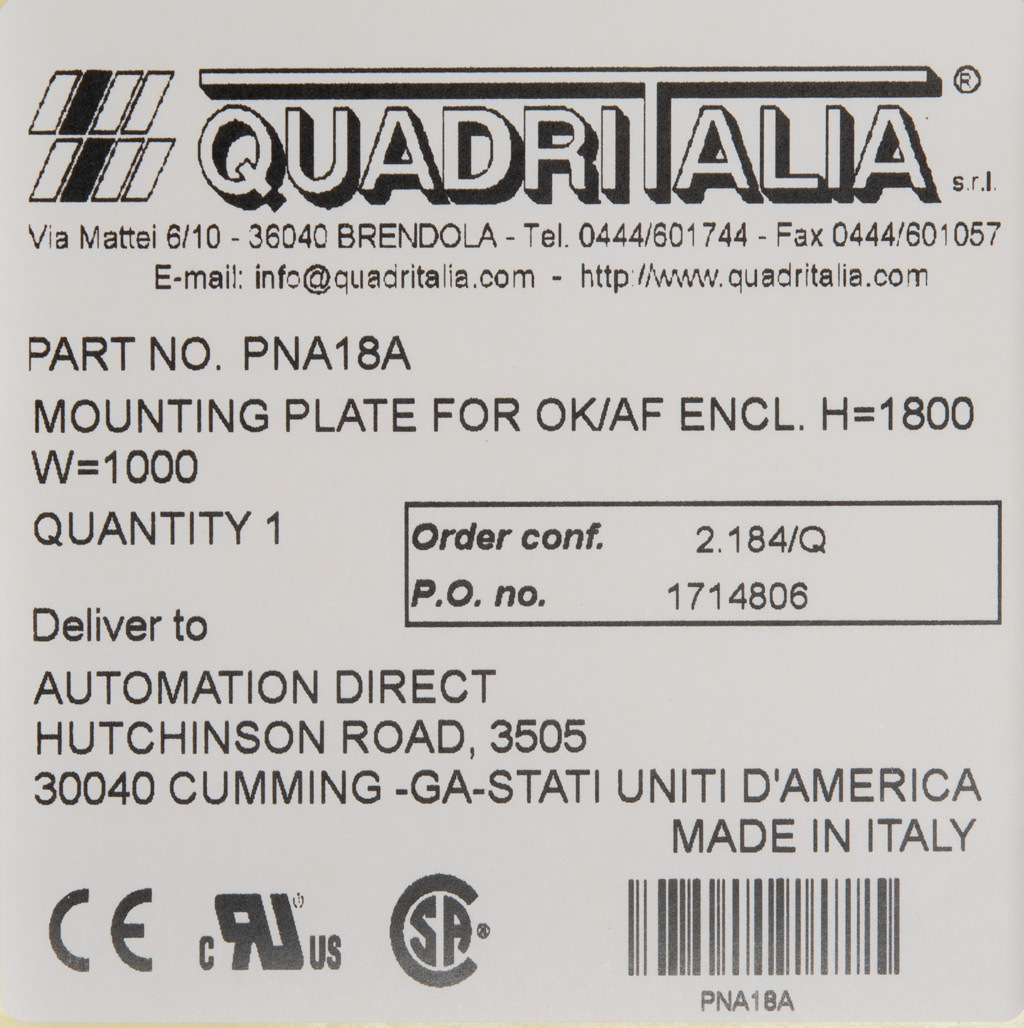 QUADRITALIA® s.r.l.
Via Mattei 6/10 - 36040 BRENDOLA - Tel. 0444/601744 - Fax 0444/601057
E-mail: info@quadritalia.com - http://www.quadritalia.com
PART NO. PNA18A
MOUNTING PLATE FOR OK/AF ENCL. H=1800
W=1000
QUANTITY 1
Order conf. 2.184/Q
P.O. no. 1714806
Deliver to
AUTOMATION DIRECT
HUTCHINSON ROAD, 3505
30040 CUMMING -GA-STATI UNITI D'AMERICA
MADE IN ITALY
CE c RU US SA®
PNA18A